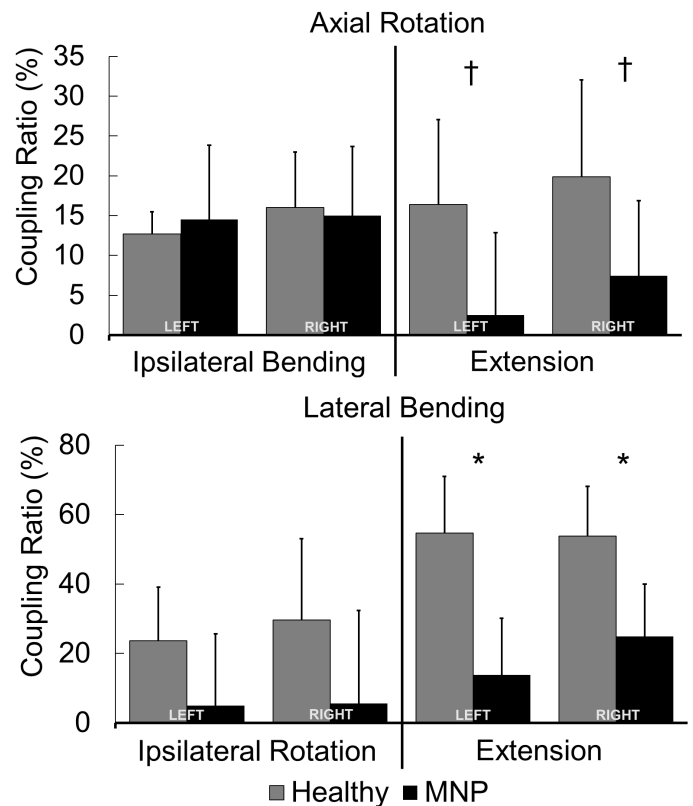 Axial Rotation
Coupling Ratio (%)
35
30
25
20
15
10
5
0
† †
LEFT RIGHT LEFT RIGHT
Ipsilateral Bending Extension
Lateral Bending
Coupling Ratio (%)
80
60
40
20
0
* *
LEFT RIGHT LEFT RIGHT
Ipsilateral Rotation Extension
Healthy MNP